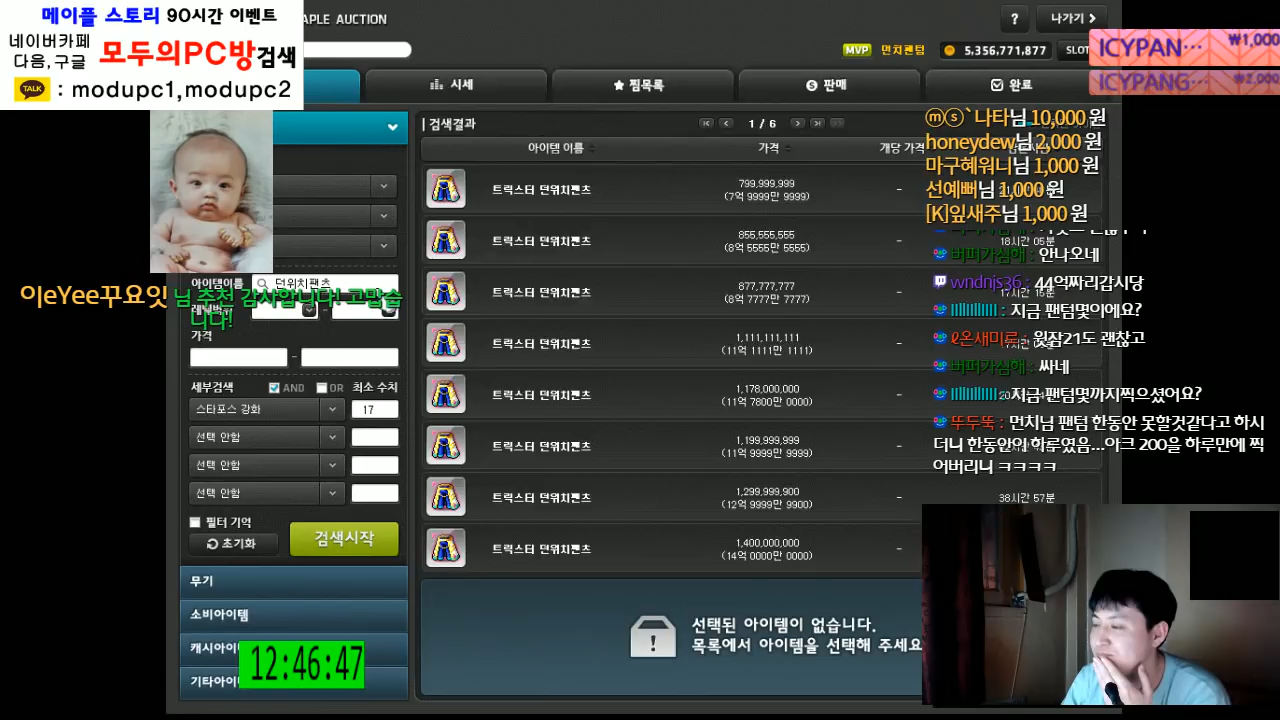 메이플 스토리 90시간 이벤트
네이버카페
다음,구글
모두의PC방검색
TALK : modupc1,modupc2
APLE AUCTION
?
나가기
MVP 먼치팬텀 5,356,771,877 SLOT
ICYPAN… ₩1,000
ICYPANG… ₩2,000
시세
찜목록
판매
완료
검색결과
1 / 6
아이템 이름 가격 개당 가격
트릭스터 던위치팬츠 799,999,999 -
(7억 9999만 9999)
트릭스터 던위치팬츠 855,555,555 -
(8억 5555만 5555)
18시간 05분
트릭스터 던위치팬츠 877,777,777 -
(8억 7777만 7777)
트릭스터 던위치팬츠 1,111,111,111 -
(11억 1111만 1111)
트릭스터 던위치팬츠 1,178,000,000 -
(11억 7800만 0000)
트릭스터 던위치팬츠 1,199,999,999 -
(11억 9999만 9999)
트릭스터 던위치팬츠 1,299,999,900 -
(12억 9999만 9900)
38시간 57분
트릭스터 던위치팬츠 1,400,000,000 -
(14억 0000만 0000)
선택된 아이템이 없습니다.
목록에서 아이템을 선택해 주세요
아이템이름 던위치팬츠
이eYee꾸요잇 님 추천 감사합니다! 고맙습
니다!
가격
-
세부검색 AND OR 최소 수치
스타포스 강화 17
선택 안함
선택 안함
선택 안함
필터 기억
초기화
검색시작
무기
소비아이템
캐시아이
기타아이
12:46:47
ⓜⓢ`나타님 10,000 원
honeydew님 2,000 원
마구혜워니님 1,000 원
선예뻐님 1,000 원
[K]잎새주님 1,000 원
버퍼가심해 : 안나오네
wndnjs36 : 44억짜리감시당
llllllllllll : 지금 팬텀몇이에요?
ℓ온새미로 : 윗잠21도 괜찮고
버퍼가심해 : 싸네
llllllllllll : 지금 팬텀몇까지찍으셨어요?
뚜두뚝 : 먼치님 팬텀 한동안 못할것같다고 하시
더니 한동안이 하루였음...아크 200을 하루만에 찍
어버리니 ㅋㅋㅋㅋ